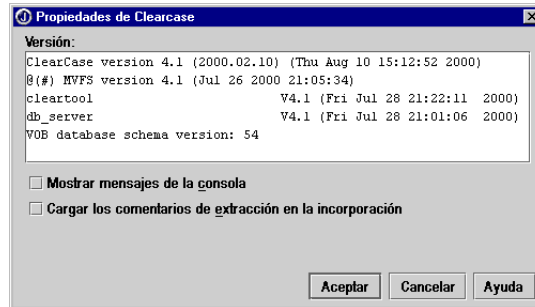 Propiedades de Clearcase
Versión:
ClearCase version 4.1 (2000.02.10) (Thu Aug 10 15:12:52 2000)
@(#) MVFS version 4.1 (Jul 26 2000 21:05:34)
cleartool V4.1 (Fri Jul 28 21:22:11 2000)
db_server V4.1 (Fri Jul 28 21:01:06 2000)
VOB database schema version: 54
Mostrar mensajes de la consola
Cargar los comentarios de extracción en la incorporación
Aceptar Cancelar Ayuda